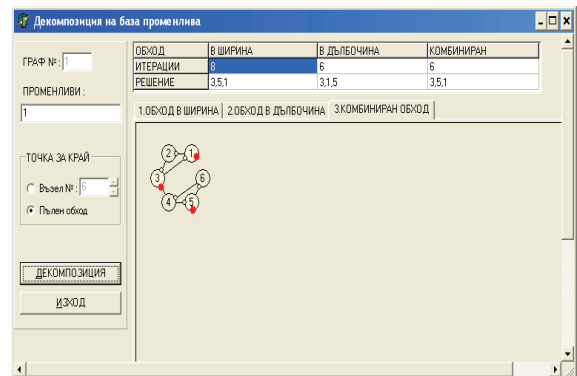 Декомпозиция на база променлива
ГРАФ № : 1
ПРОМЕНЛИВИ :
1
ТОЧКА ЗА КРАЙ
Възел № : 6
Пълен обход
ДЕКОМПОЗИЦИЯ
ИЗХОД
ОБХОД В ШИРИНА В ДЪЛБОЧИНА КОМБИНИРАН
ИТЕРАЦИИ 8 6 6
РЕШЕНИЕ 3,5,1 3,1,5 3,5,1
1.ОБХОД В ШИРИНА 2.ОБХОД В ДЪЛБОЧИНА 3.КОМБИНИРАН ОБХОД
2 1
3 6
4 5